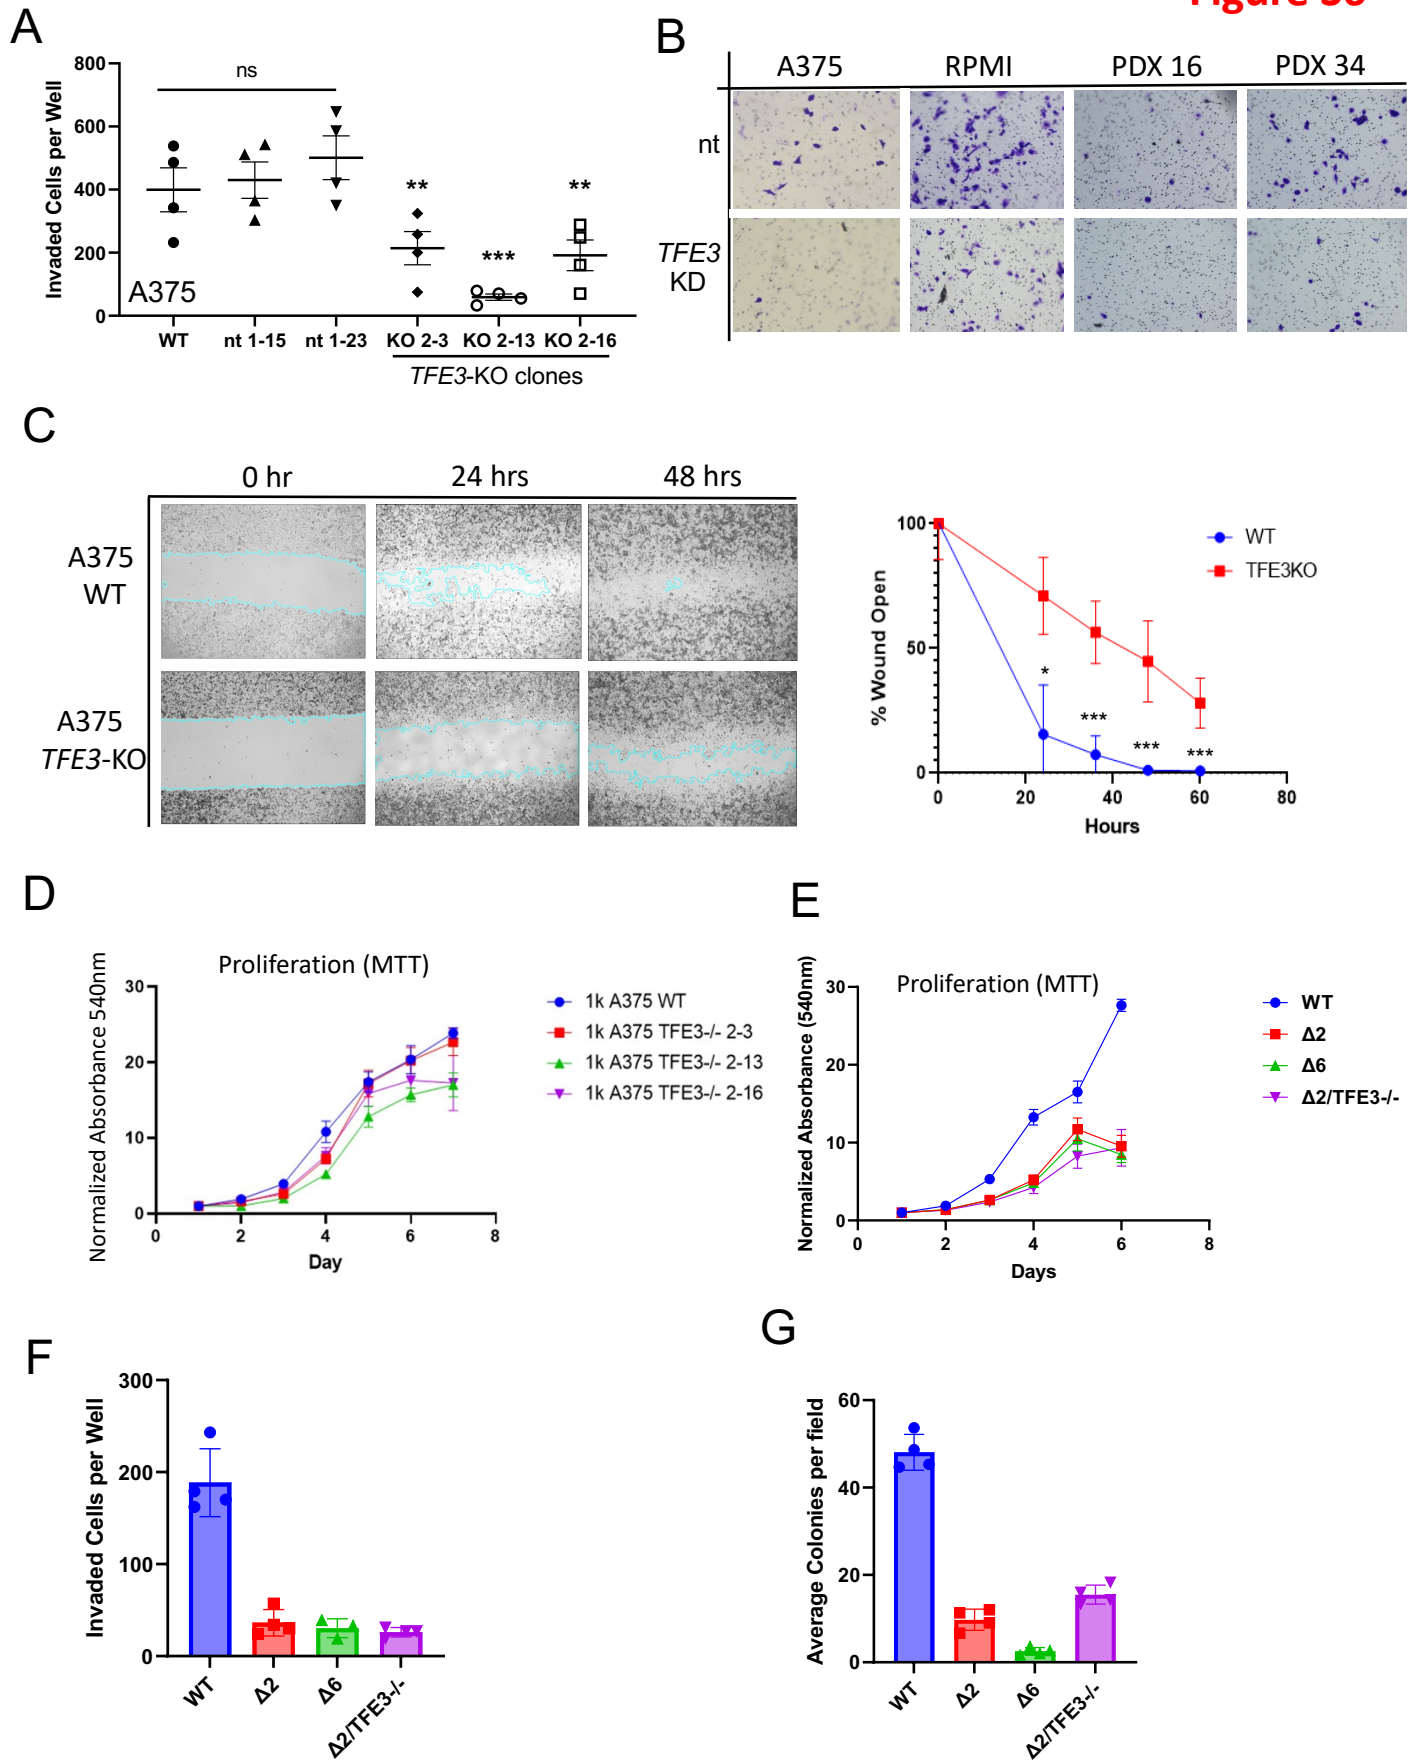 Figure S6
A
B
800
600
400
200
0
Invaded Cells per Well
ns
**
***
**
A375
WT
nt 1-15
nt 1-23
KO 2-3
KO 2-13
KO 2-16
TFE3-KO clones
A375
RPMI
PDX 16
PDX 34
nt
TFE3
KD
C
0 hr
24 hrs
48 hrs
A375
WT
A375
TFE3-KO
100
50
0
% Wound Open
WT
TFE3KO
*
***
***
***
0
20
40
60
80
Hours
D
Proliferation (MTT)
Normalized Absorbance 540nm
30
20
10
0
0
2
4
6
8
Day
1k A375 WT
1k A375 TFE3-/- 2-3
1k A375 TFE3-/- 2-13
1k A375 TFE3-/- 2-16
E
Proliferation (MTT)
Normalized Absorbance (540nm)
30
20
10
0
0
2
4
6
8
Days
WT
Δ2
Δ6
Δ2/TFE3-/-
F
Invaded Cells per Well
300
200
100
0
WT
Δ2
Δ6
Δ2/TFE3-/-
G
Average Colonies per field
60
40
20
0
WT
Δ2
Δ6
Δ2/TFE3-/-